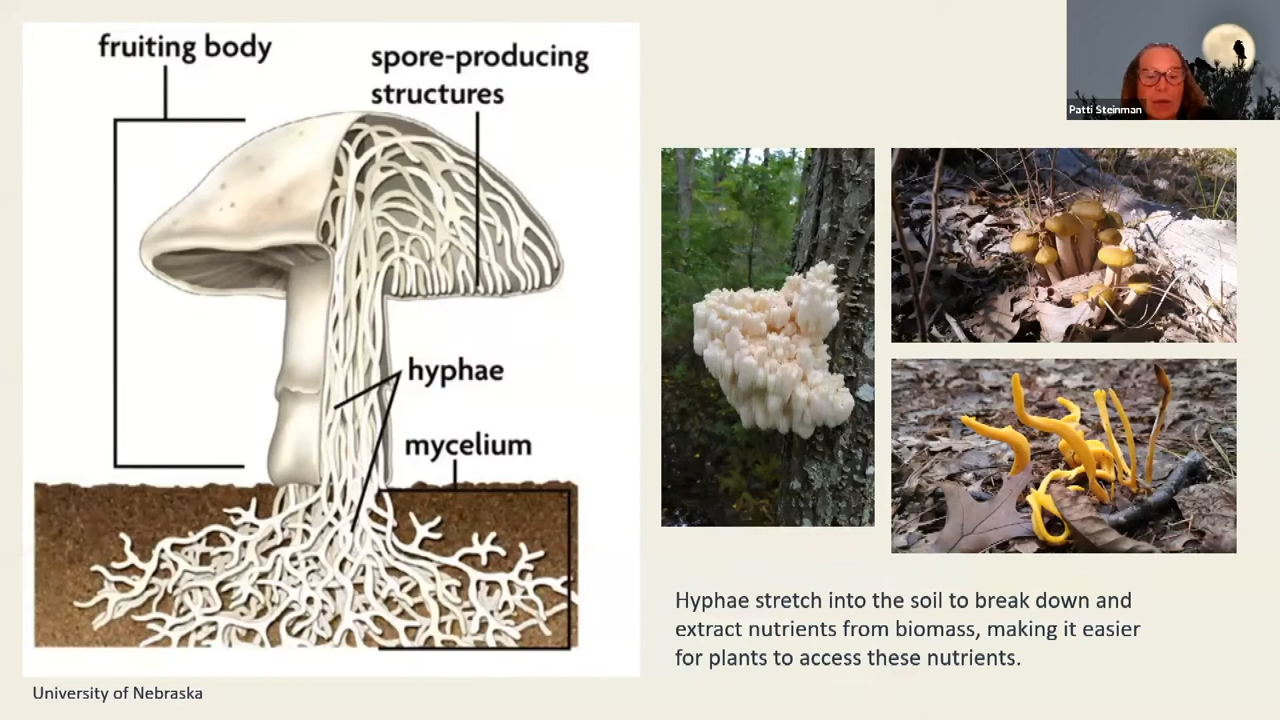 fruiting body
spore-producing
structures
hyphae
mycelium
University of Nebraska
Patti Steinman
Hyphae stretch into the soil to break down and
extract nutrients from biomass, making it easier
for plants to access these nutrients.